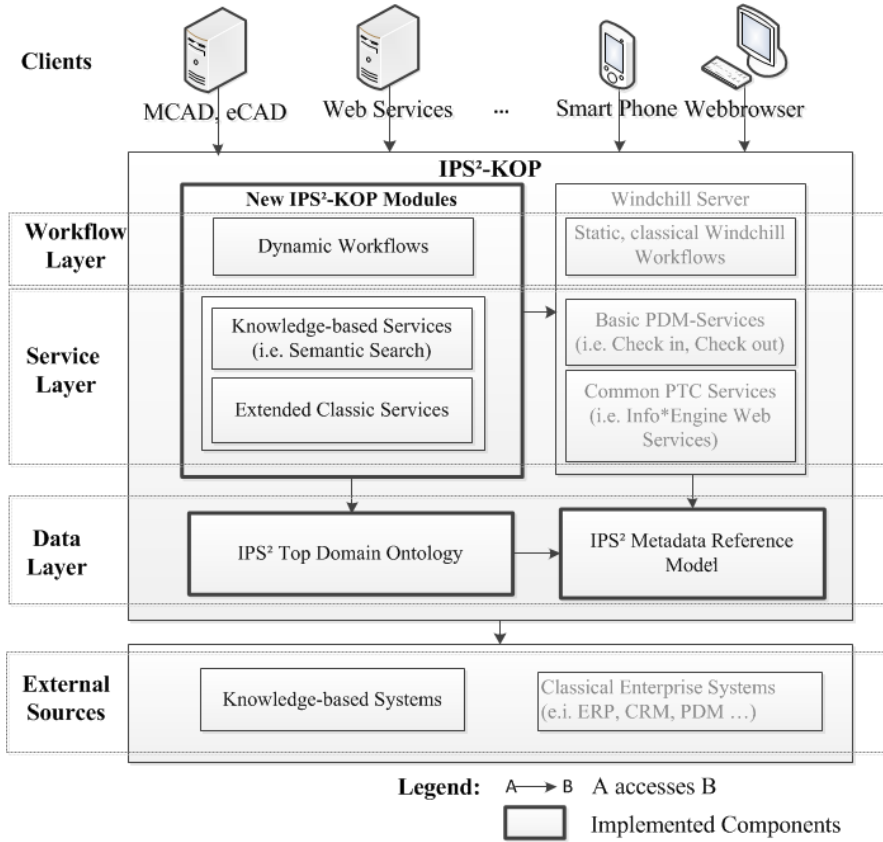 Clients
MCAD, eCAD
Web Services
...
Smart Phone
Webbrowser
IPS²-KOP
New IPS²-KOP Modules
Windchill Server
Workflow
Layer
Dynamic Workflows
Static, classical Windchill
Workflows
Service
Layer
Knowledge-based Services
(i.e. Semantic Search)
Extended Classic Services
Basic PDM-Services
(i.e. Check in, Check out)
Common PTC Services
(i.e. Info*Engine Web
Services)
Data
Layer
IPS² Top Domain Ontology
IPS² Metadata Reference
Model
External
Sources
Knowledge-based Systems
Classical Enterprise Systems
(e.i. ERP, CRM, PDM ...)
Legend:
A
B
A accesses B
Implemented Components